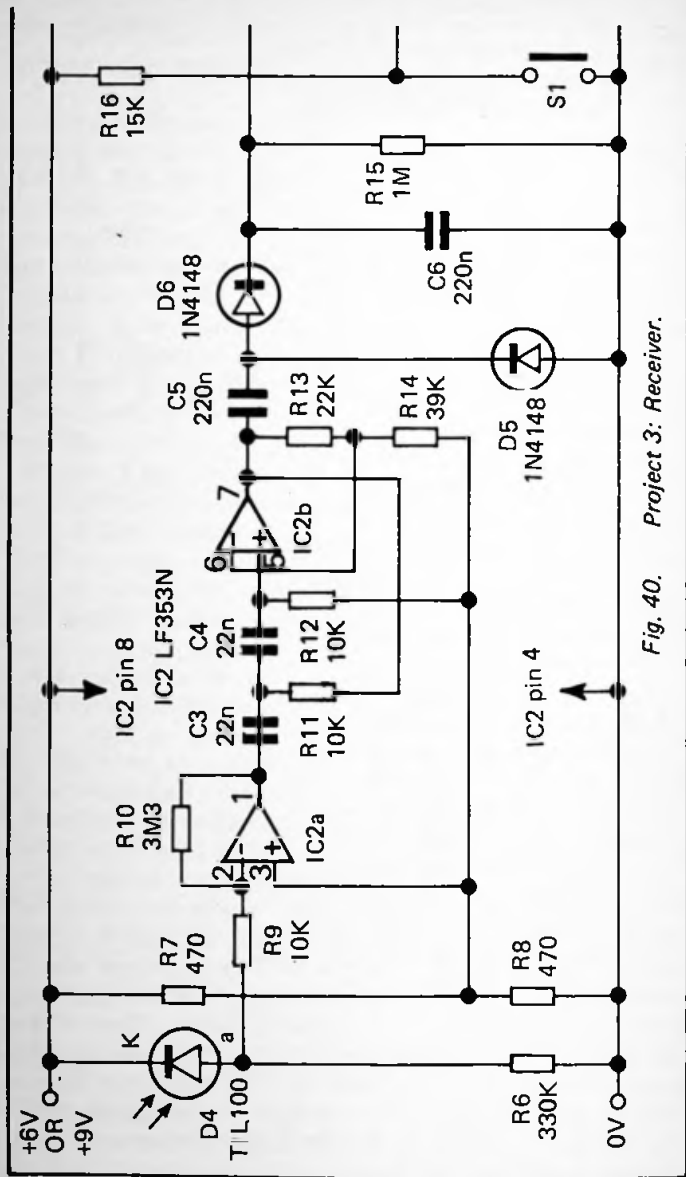 +6V
OR
+9V
K
a
D4
TIL100
R6
330K
0V
R7
470
R8
470
R9
10K
R10
3M3
2
3
-
+
1
IC2a
IC2 pin 8
IC2 LF353N
C3
22n
C4
22n
R11
10K
R12
10K
6
5
-
+
7
IC2b
IC2 pin 4
C5
220n
R13
22K
R14
39K
D6
1N4148
D5
1N4148
C6
220n
R15
1M
R16
15K
S1
Fig. 40. Project 3: Receiver.